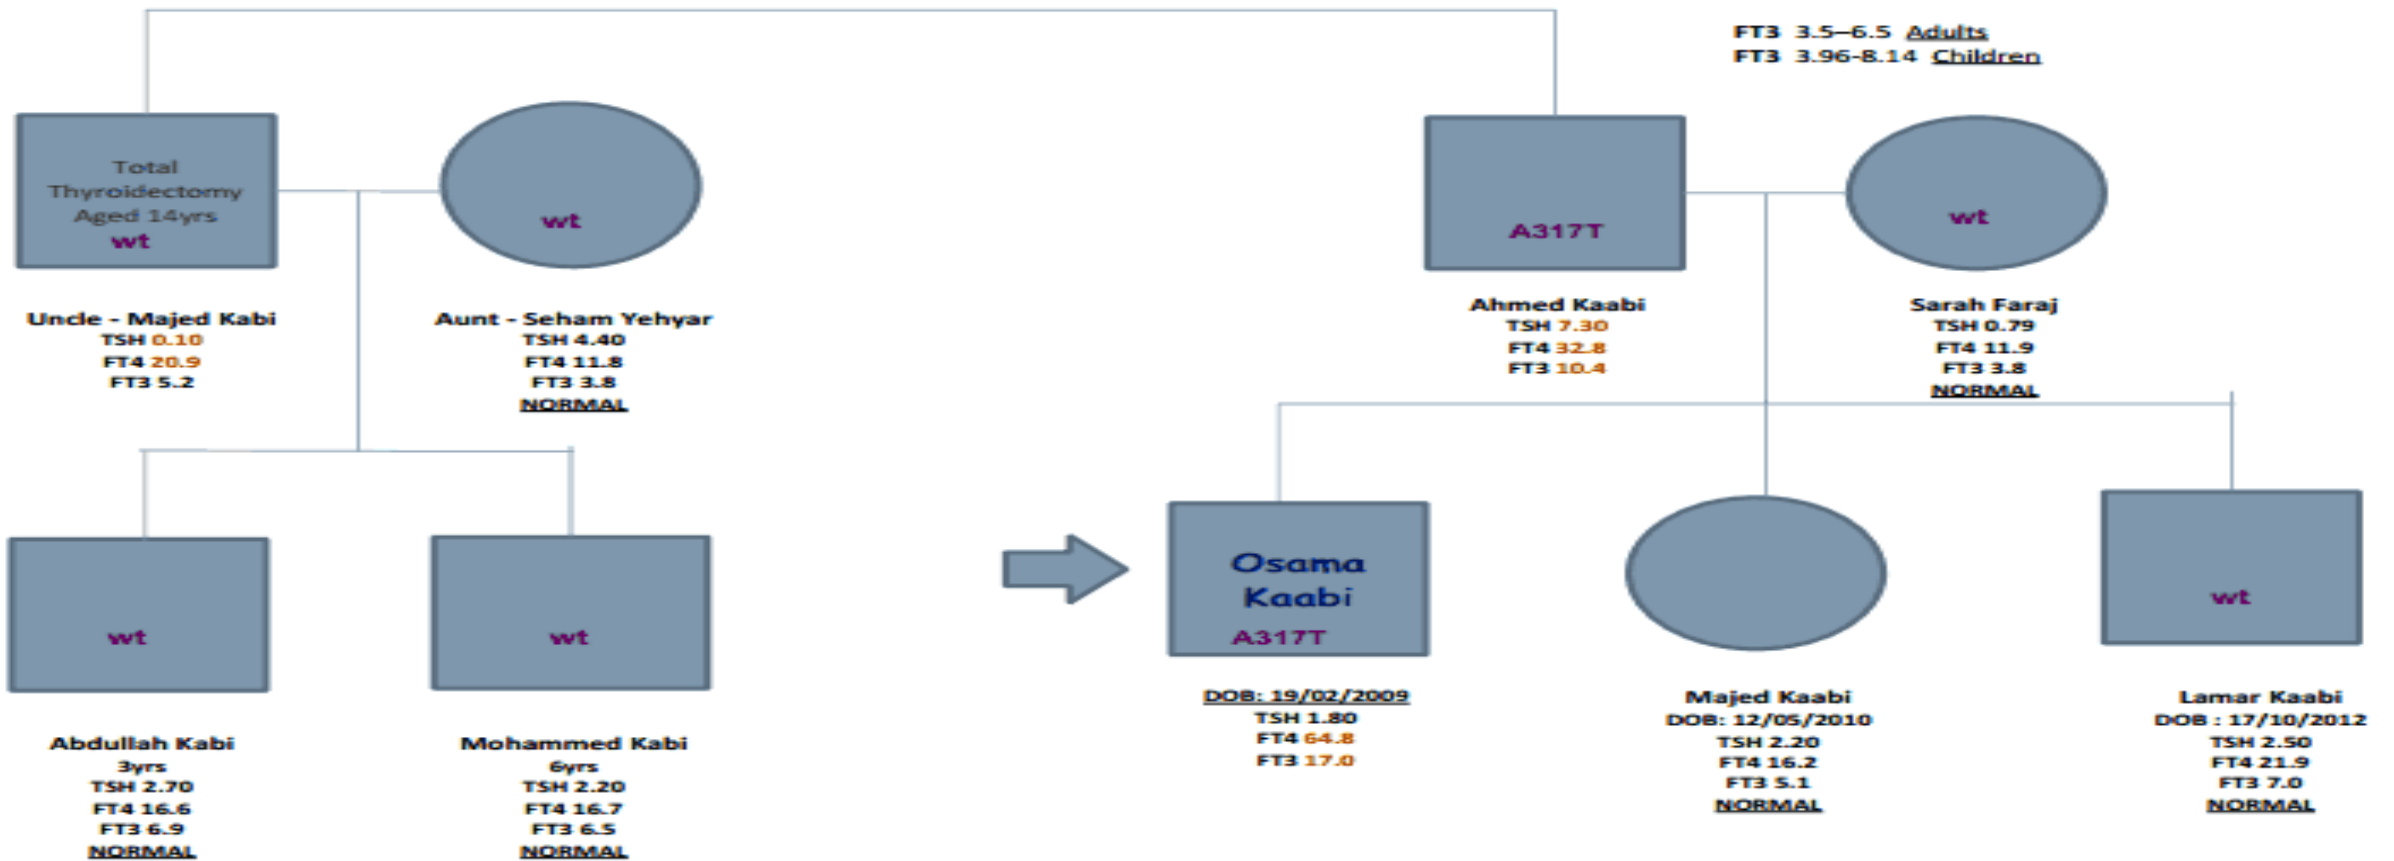 FT3 3.5–6.5 Adults
FT3 3.96-8.14 Children
Total
Thyroidectomy
Aged 14yrs
wt
wt
A317T
wt
Uncle - Majed Kabi
TSH 0.10
FT4 20.9
FT3 5.2
Aunt - Seham Yehyar
TSH 4.40
FT4 11.8
FT3 3.8
NORMAL
Ahmed Kaabi
TSH 7.30
FT4 32.8
FT3 10.4
Sarah Faraj
TSH 0.79
FT4 11.9
FT3 3.8
NORMAL
wt
wt
Osama
Kaabi
A317T
wt
Abdullah Kabi
3yrs
TSH 2.70
FT4 16.6
FT3 6.9
NORMAL
Mohammed Kabi
6yrs
TSH 2.20
FT4 16.7
FT3 6.5
NORMAL
DOB: 19/02/2009
TSH 1.80
FT4 64.8
FT3 17.0
Majed Kaabi
DOB: 12/05/2010
TSH 2.20
FT4 16.2
FT3 5.1
NORMAL
Lamar Kaabi
DOB : 17/10/2012
TSH 2.50
FT4 21.9
FT3 7.0
NORMAL